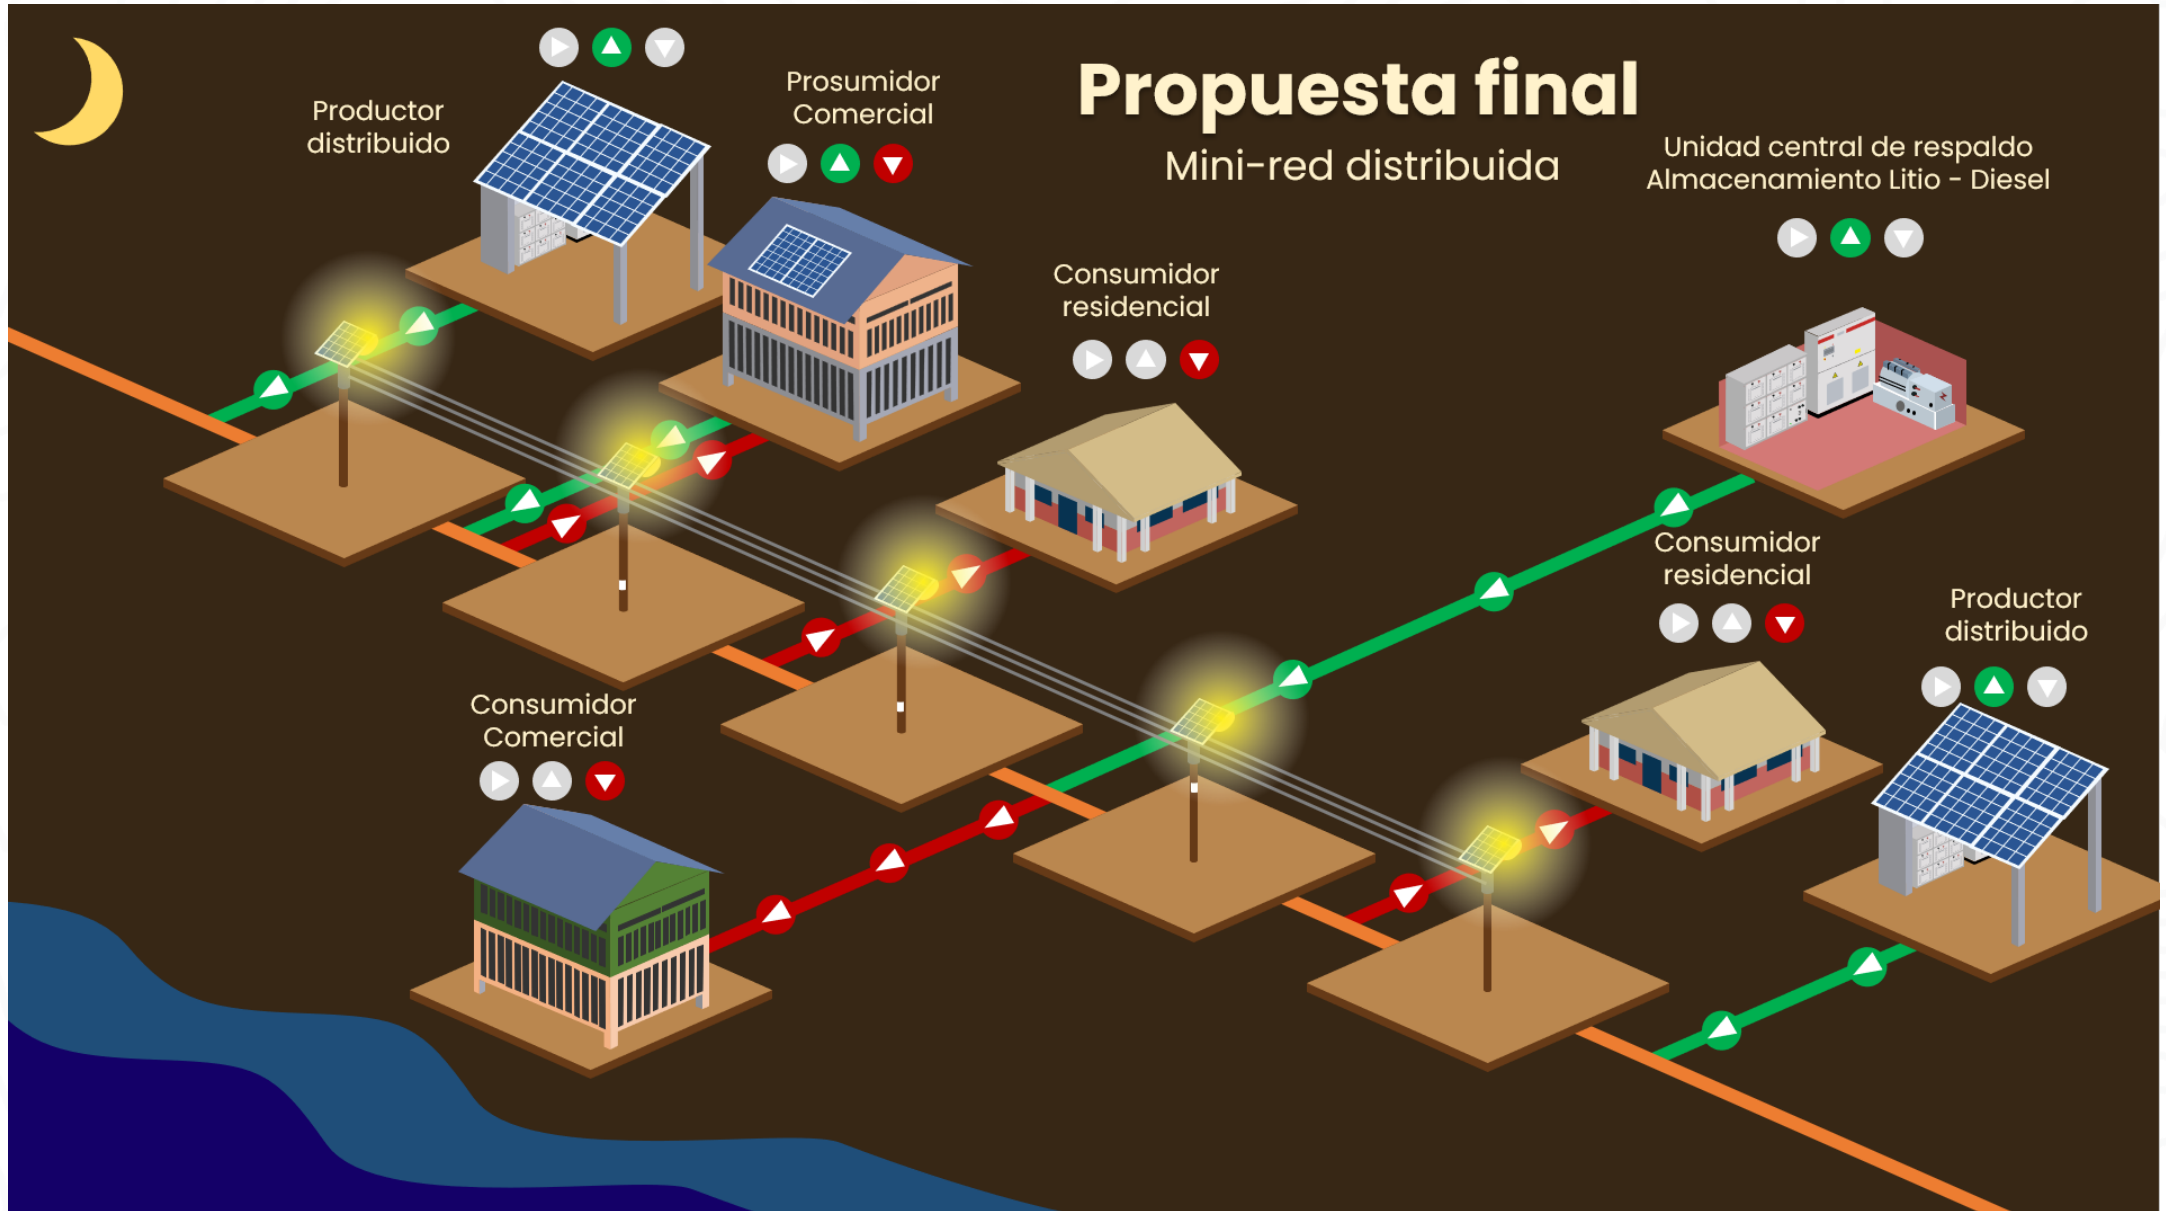 Propuesta final
Mini-red distribuida
Productor
distribuido
Prosumidor
Comercial
Consumidor
residencial
Unidad central de respaldo
Almacenamiento Litio - Diesel
Consumidor
residencial
Productor
distribuido
Consumidor
Comercial